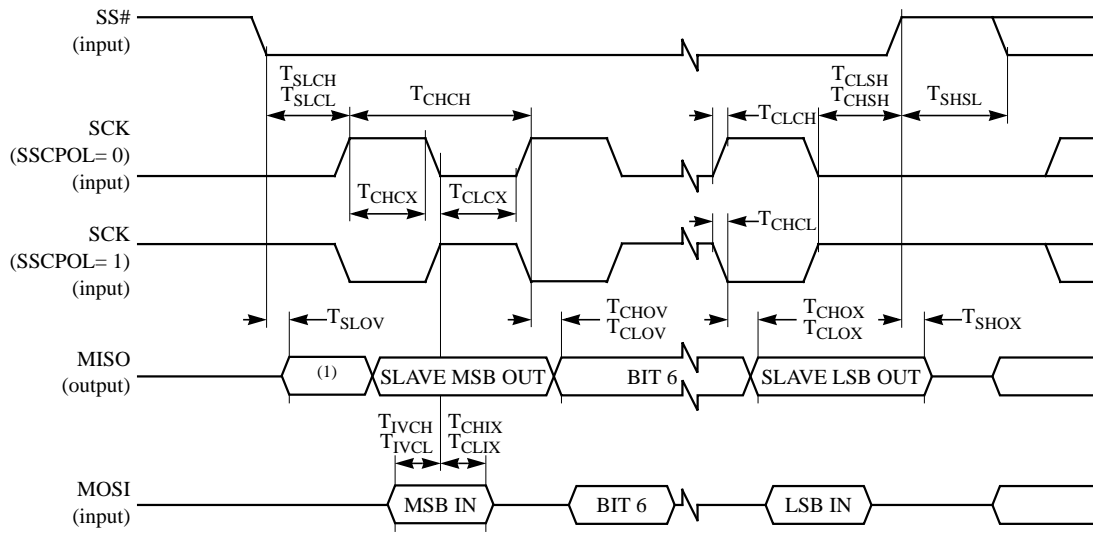 SS#
(input)
T_SLCH
T_SLCL
T_CHCH
T_CLCH
T_CLSH
T_CHSH
T_SHSL
SCK
(SSCPOL= 0)
(input)
T_CHCX
T_CLCX
T_CHCL
SCK
(SSCPOL= 1)
(input)
T_SLOV
T_CHOV
T_CLOV
T_CHOX
T_CLOX
T_SHOX
MISO
(output)
(1)
SLAVE MSB OUT
BIT 6
SLAVE LSB OUT
T_IVCH
T_IVCL
T_CHIX
T_CLIX
MOSI
(input)
MSB IN
BIT 6
LSB IN